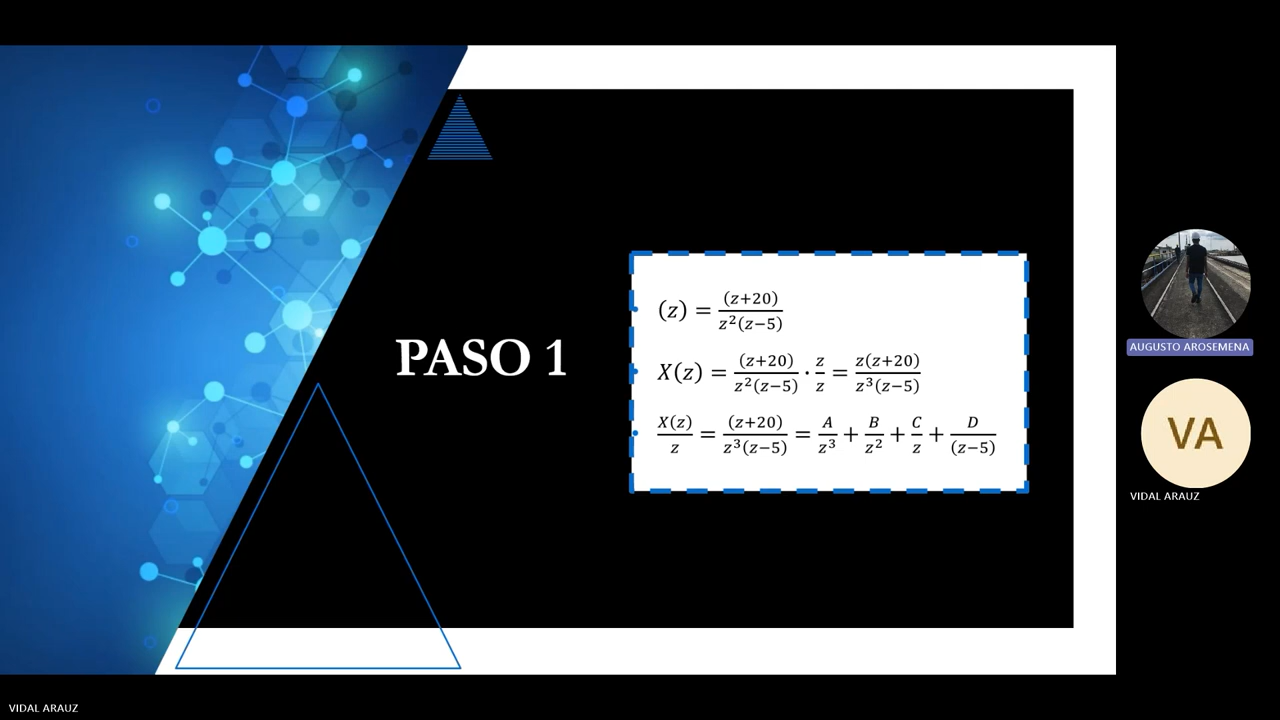 PASO 1
(z) = (z+20)/z²(z−5)
X(z) = (z+20)/z²(z−5) · z/z = z(z+20)/z³(z−5)
X(z)/z = (z+20)/z³(z−5) = A/z³ + B/z² + C/z + D/(z−5)
AUGUSTO AROSEMENA
VA
VIDAL ARAUZ
VIDAL ARAUZ